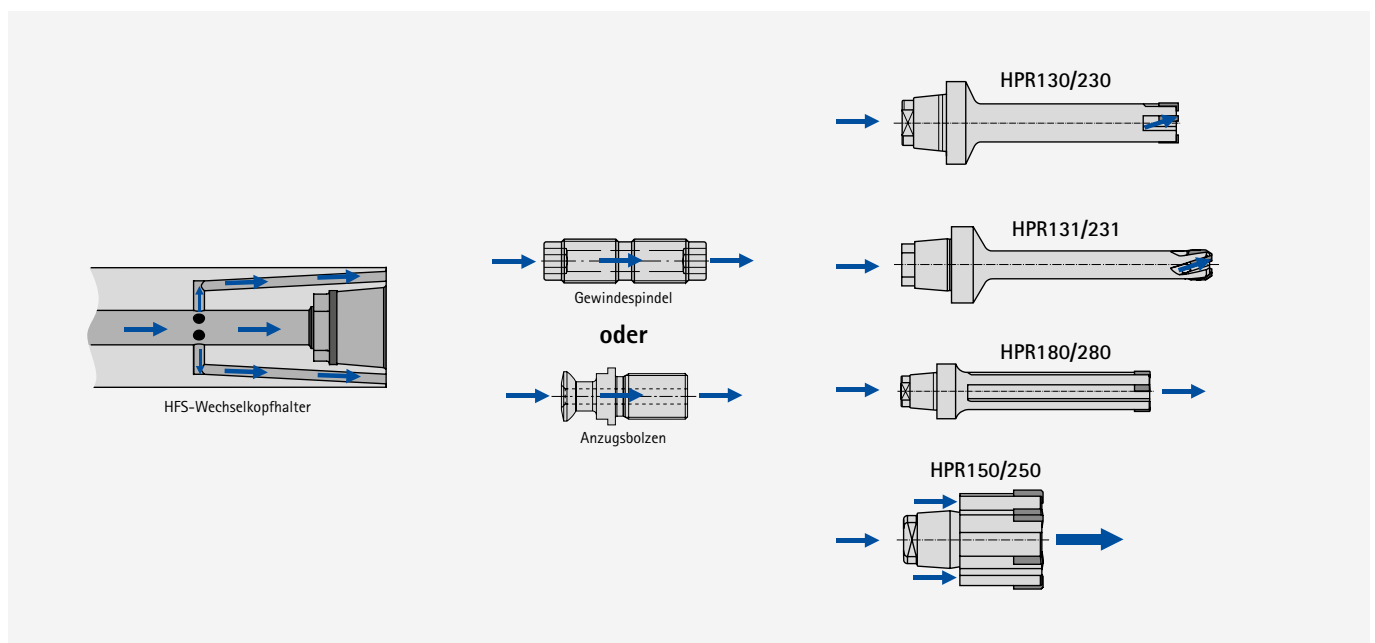 HFS-Wechselkopfhalter
Gewindespindel
oder
Anzugsbolzen
HPR130/230
HPR131/231
HPR180/280
HPR150/250